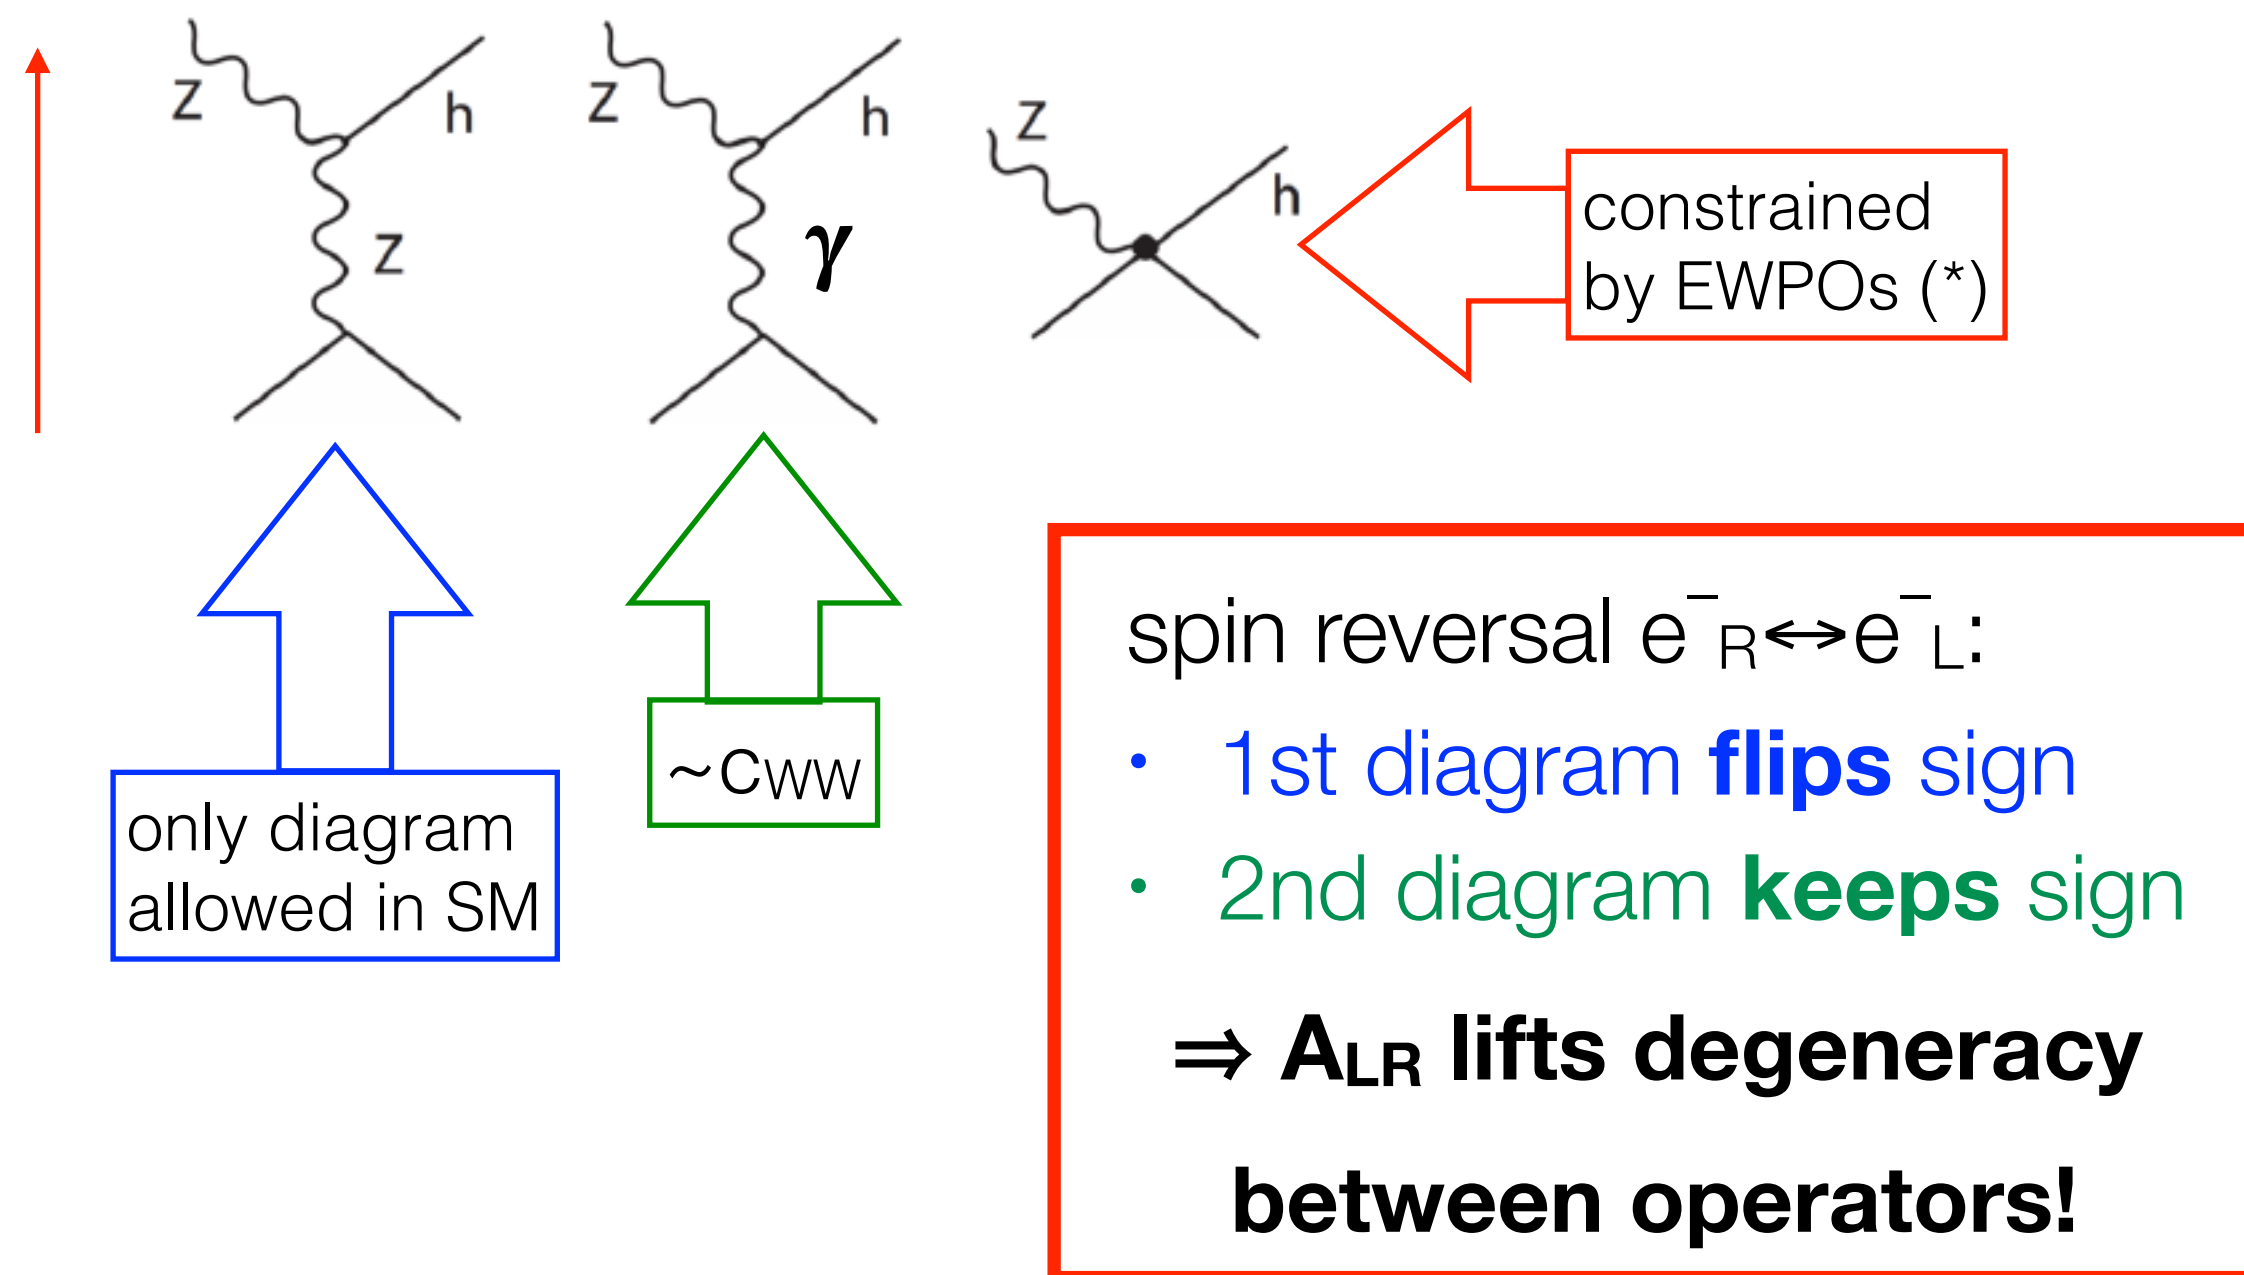 Z
h
Z
Z
h
γ
Z
h
constrained
by EWPOs (*)
only diagram
allowed in SM
~cWW
spin reversal e⁻R↔e⁻L:
• 1st diagram flips sign
• 2nd diagram keeps sign
⇒ ALR lifts degeneracy
between operators!